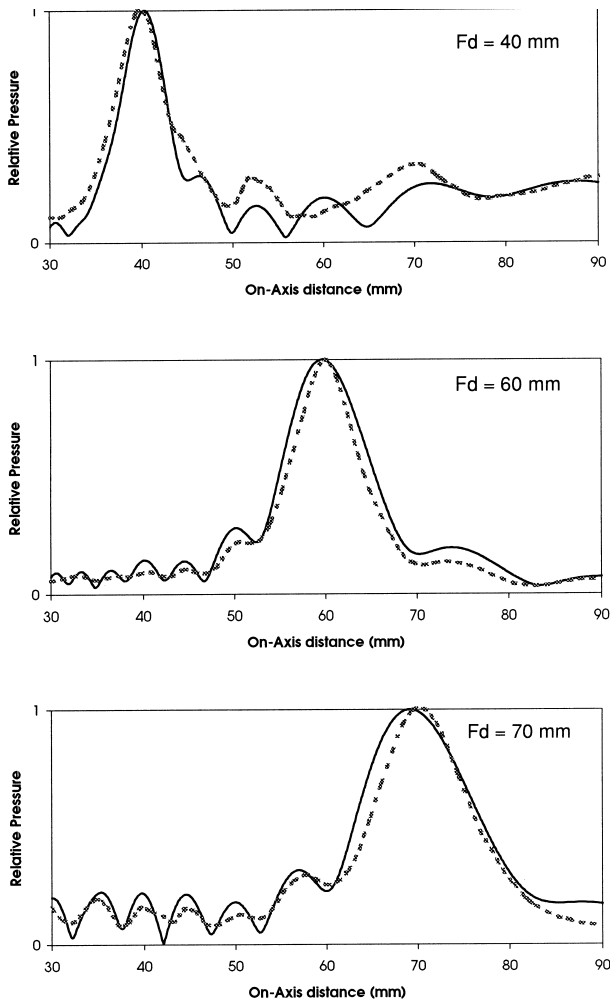 1
Fd = 40 mm
Relative Pressure
0
30 40 50 60 70 80 90
On-Axis distance (mm)
1
Fd = 60 mm
Relative Pressure
0
30 40 50 60 70 80 90
On-Axis distance (mm)
1
Fd = 70 mm
Relative Pressure
0
30 40 50 60 70 80 90
On-Axis distance (mm)